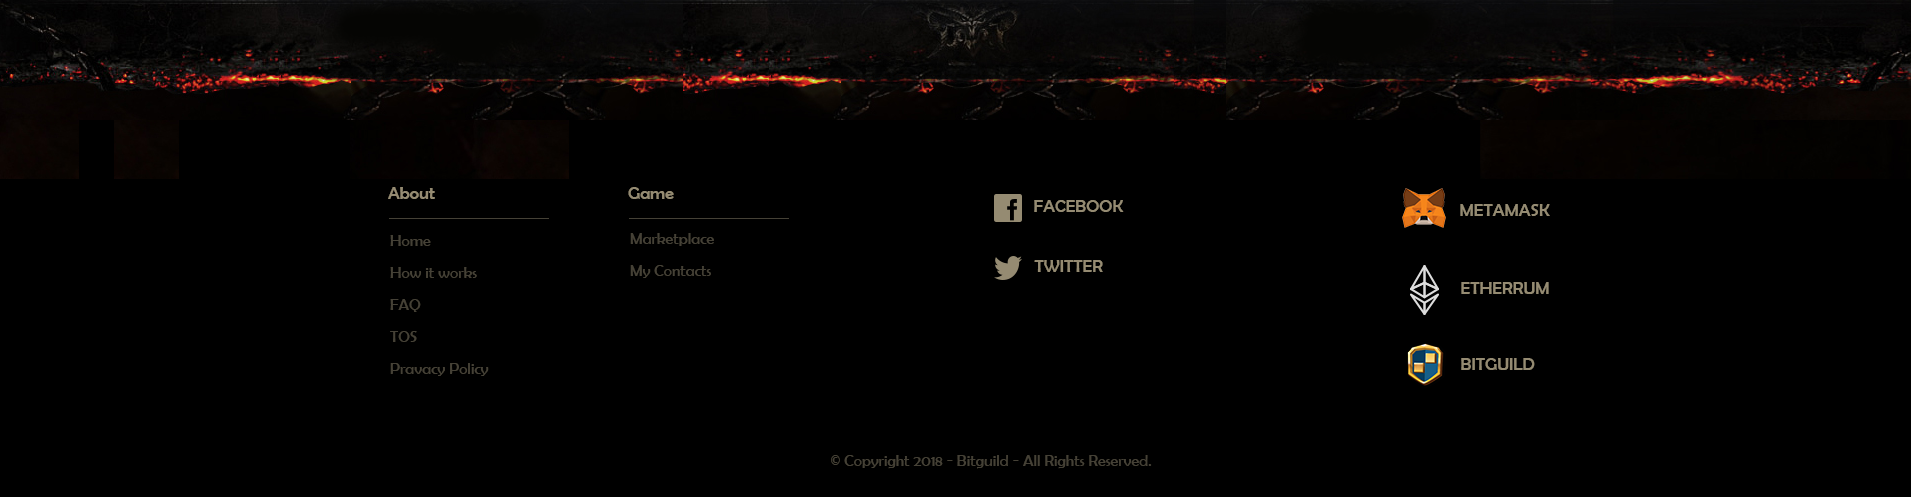 About
Home
How it works
FAQ
TOS
Pravacy Policy
Game
Marketplace
My Contacts
FACEBOOK
TWITTER
METAMASK
ETHERRUM
BITGUILD
© Copyright 2018 - Bitguild - All Rights Reserved.